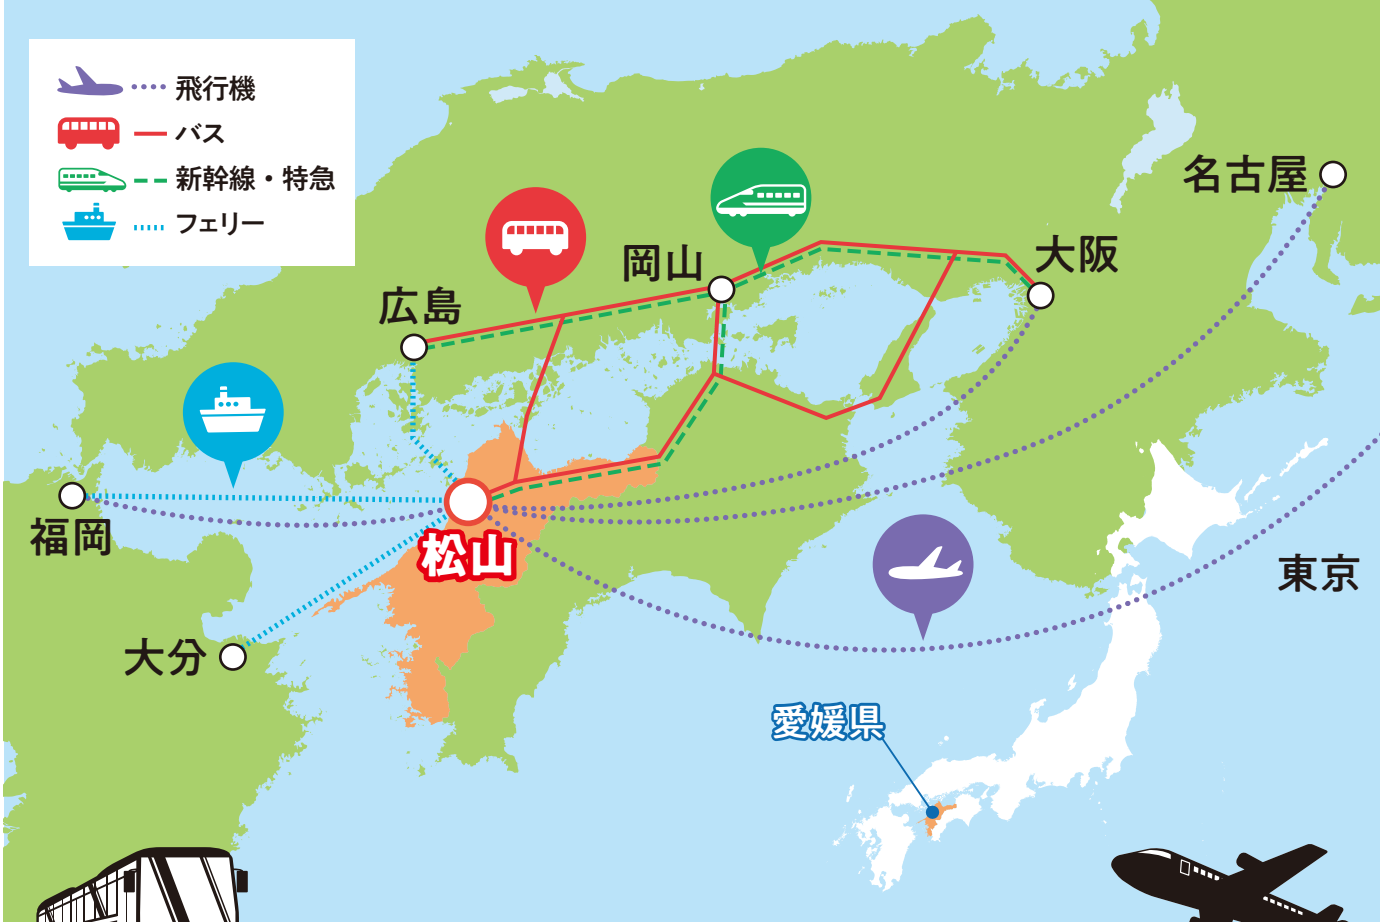 飛行機
バス
新幹線・特急
フェリー
名古屋
大阪
岡山
広島
福岡
松山
東京
大分
愛媛県